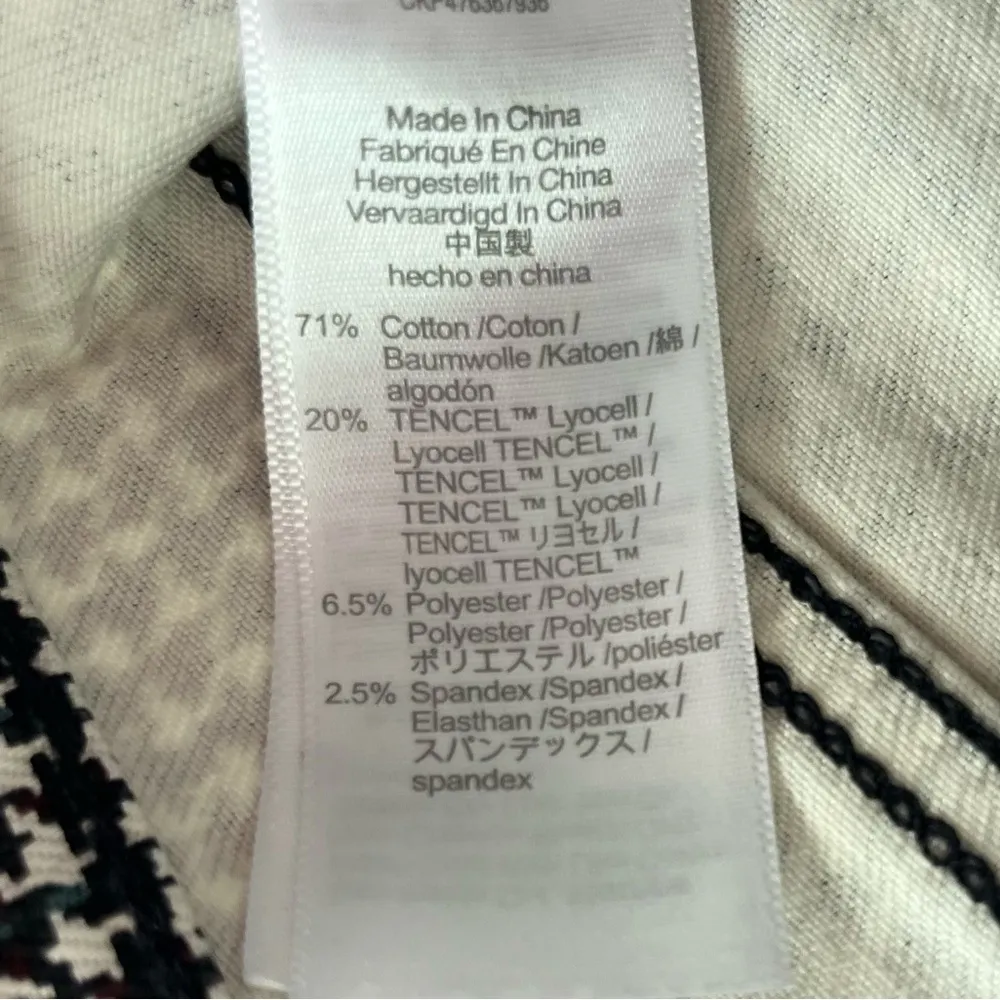 Made In China
Fabriqué En Chine
Hergestellt In China
Vervaardigd In China
中国製
hecho en china
71% Cotton /Coton /
Baumwolle /Katoen /綿 /
algodón
20% TENCEL™ Lyocell /
Lyocell TENCEL™ /
TENCEL™ Lyocell /
TENCEL™ Lyocell /
TENCEL™ リヨセル /
lyocell TENCEL™
6.5% Polyester /Polyester /
Polyester /Polyester /
ポリエステル /poliéster
2.5% Spandex /Spandex /
Elasthan /Spandex /
スパンデックス /
spandex